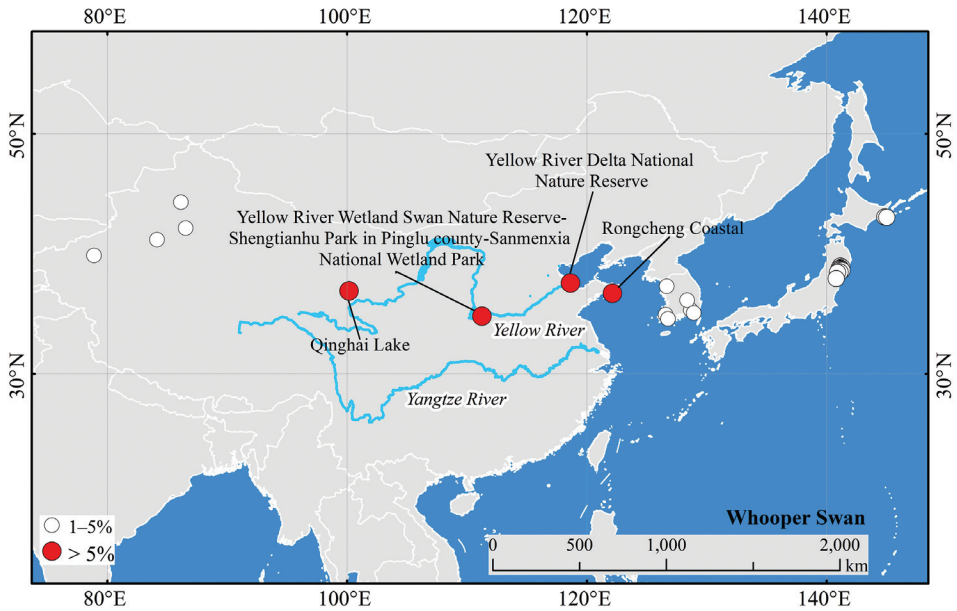 80°E 100°E 120°E 140°E
50°N 50°N
Yellow River Delta National
Nature Reserve
Yellow River Wetland Swan Nature Reserve-
Shengtianhu Park in Pinglu county-Sanmenxia
National Wetland Park
Rongcheng Coastal
Yellow River
Qinghai Lake
30°N 30°N
Yangtze River
Whooper Swan
1–5%
> 5%
0 500 1,000 2,000
km
80°E 100°E 120°E 140°E